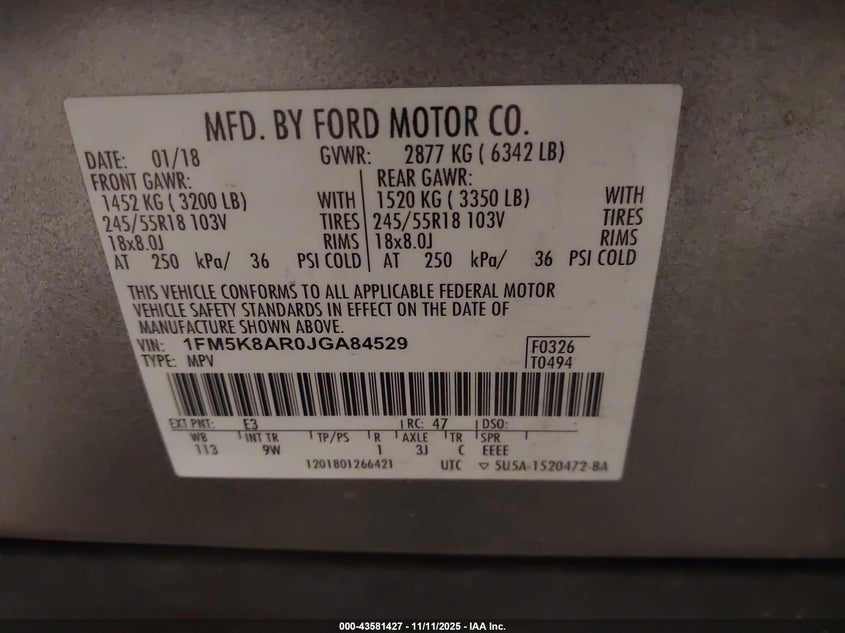 MFD. BY FORD MOTOR CO.
DATE: 01/18 GVWR: 2877 KG ( 6342 LB)
FRONT GAWR: REAR GAWR:
1452 KG ( 3200 LB) WITH 1520 KG ( 3350 LB) WITH
245/55R18 103V TIRES 245/55R18 103V TIRES
18x8.0J RIMS 18x8.0J RIMS
AT 250 kPa/ 36 PSI COLD AT 250 kPa/ 36 PSI COLD
THIS VEHICLE CONFORMS TO ALL APPLICABLE FEDERAL MOTOR
VEHICLE SAFETY STANDARDS IN EFFECT ON THE DATE OF
MANUFACTURE SHOWN ABOVE.
VIN: 1FM5K8AR0JGA84529 F0326
TYPE: MPV T0494
EXT PNT: E3 RC: 47 DSO:
WB INT TR TP/PS R AXLE TR SPR
113 9W 1 3J C EEEE
1201801266421 UTC ▽ 5U5A-1520472-BA
000-43581427 - 11/11/2025 - IAA Inc.